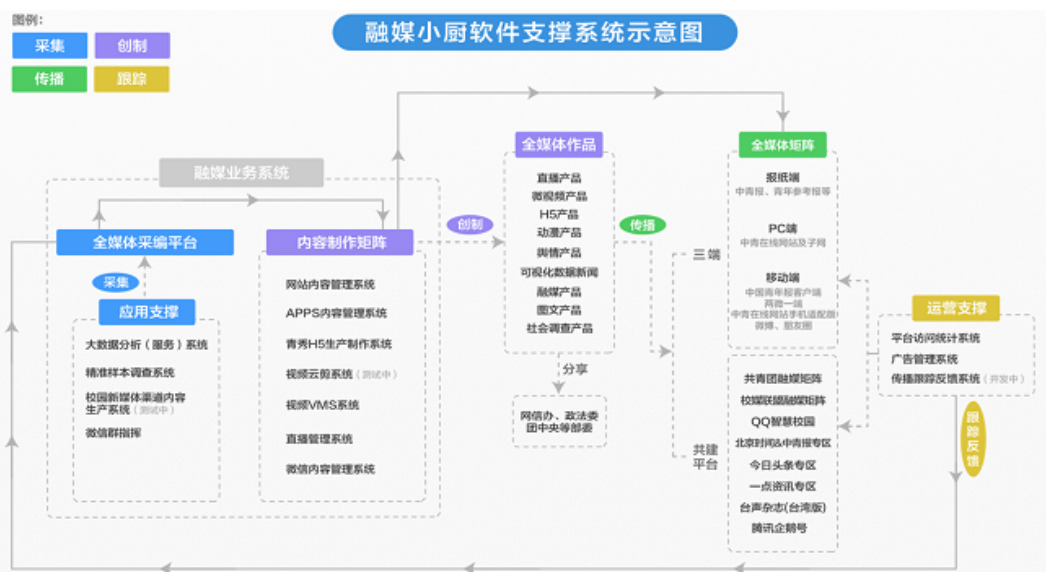 图例:
融媒小厨软件支撑系统示意图
采集
创制
传播
跟踪
融媒业务系统
全媒体采编平台
采集
应用支撑
大数据分析（服务）系统
精准样本调查系统
校园新媒体渠道内容
生产系统（测试中）
微信群指挥
内容制作矩阵
网站内容管理系统
APPS内容管理系统
青秀H5生产制作系统
视频云剪系统（测试中）
视频VMS系统
直播管理系统
微信内容管理系统
创制
全媒体作品
直播产品
微视频产品
H5产品
动漫产品
舆情产品
可视化数据新闻
融媒产品
图文产品
社会调查产品
分享
网信办、政法委
团中央等部委
传播
三端
共建
平台
全媒体矩阵
报纸端
中青报、青年参考报等
PC端
中青在线网站及子网
移动端
中国青年报客户端
两微一端
中青在线网站手机适配版
微博、朋友圈
共青团融媒矩阵
校媒联盟融媒矩阵
QQ智慧校园
北京时间&中青报专区
今日头条专区
一点资讯专区
台声杂志(台湾版)
腾讯企鹅号
运营支撑
平台访问统计系统
广告管理系统
传播跟踪反馈系统（开发中）
跟踪反馈